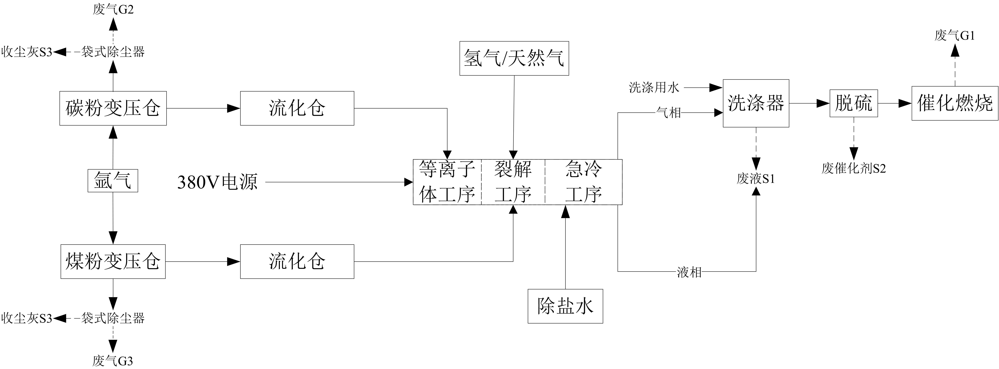 废气G2
收尘灰S3
袋式除尘器
碳粉变压仓
流化仓
氩气
380V电源
煤粉变压仓
流化仓
收尘灰S3
袋式除尘器
废气G3
氢气/天然气
等离子
体工序
裂解
工序
急冷
工序
除盐水
洗涤用水
气相
液相
洗涤器
废液S1
脱硫
废催化剂S2
催化燃烧
废气G1